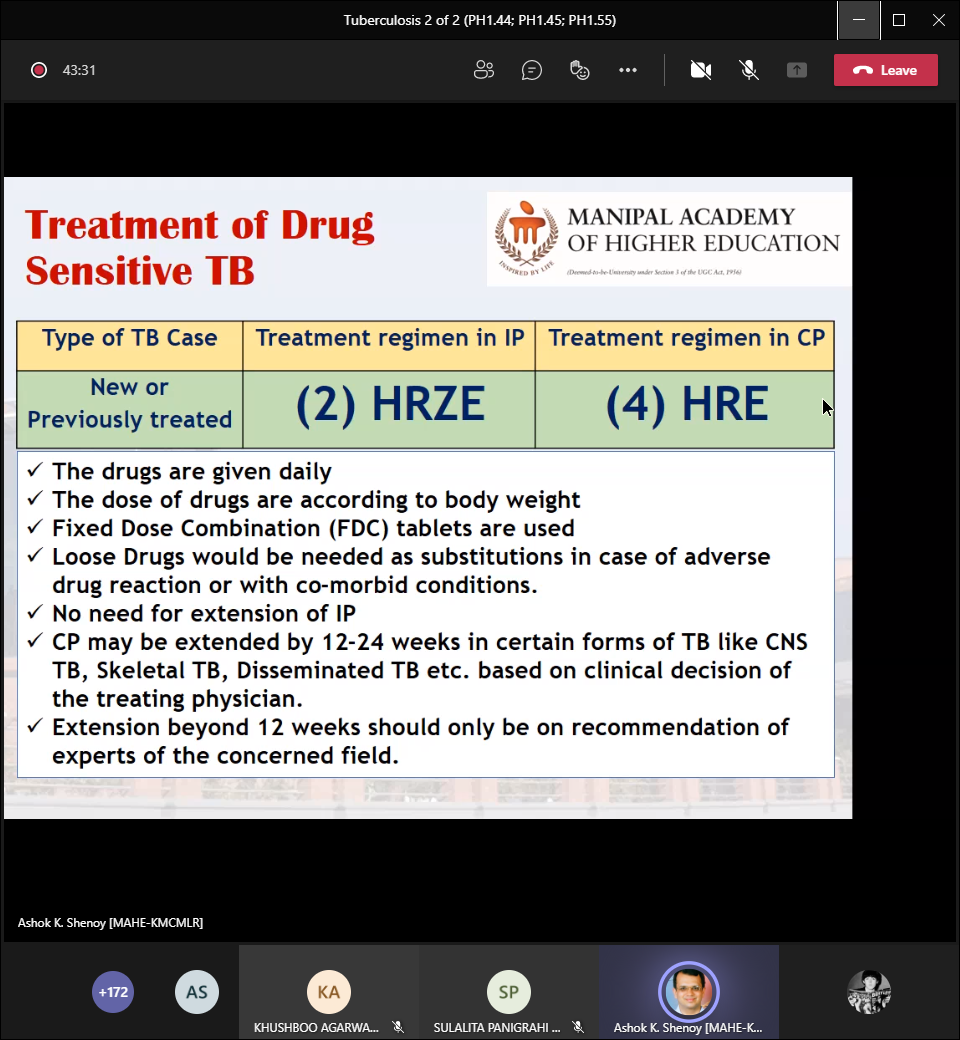 Tuberculosis 2 of 2 (PH1.44; PH1.45; PH1.55)
43:31
Leave
Treatment of Drug
Sensitive TB
MANIPAL ACADEMY
OF HIGHER EDUCATION
(Deemed-to-be-University under Section 3 of the UGC Act, 1956)
INSPIRED BY LIFE
Type of TB Case
Treatment regimen in IP
Treatment regimen in CP
New or
Previously treated
(2) HRZE
(4) HRE
✓ The drugs are given daily
✓ The dose of drugs are according to body weight
✓ Fixed Dose Combination (FDC) tablets are used
✓ Loose Drugs would be needed as substitutions in case of adverse
drug reaction or with co-morbid conditions.
✓ No need for extension of IP
✓ CP may be extended by 12-24 weeks in certain forms of TB like CNS
TB, Skeletal TB, Disseminated TB etc. based on clinical decision of
the treating physician.
✓ Extension beyond 12 weeks should only be on recommendation of
experts of the concerned field.
Ashok K. Shenoy [MAHE-KMCMLR]
+172
AS
KA
SP
KHUSHBOO AGARWA...
SULALITA PANIGRAHI ...
Ashok K. Shenoy [MAHE-K...